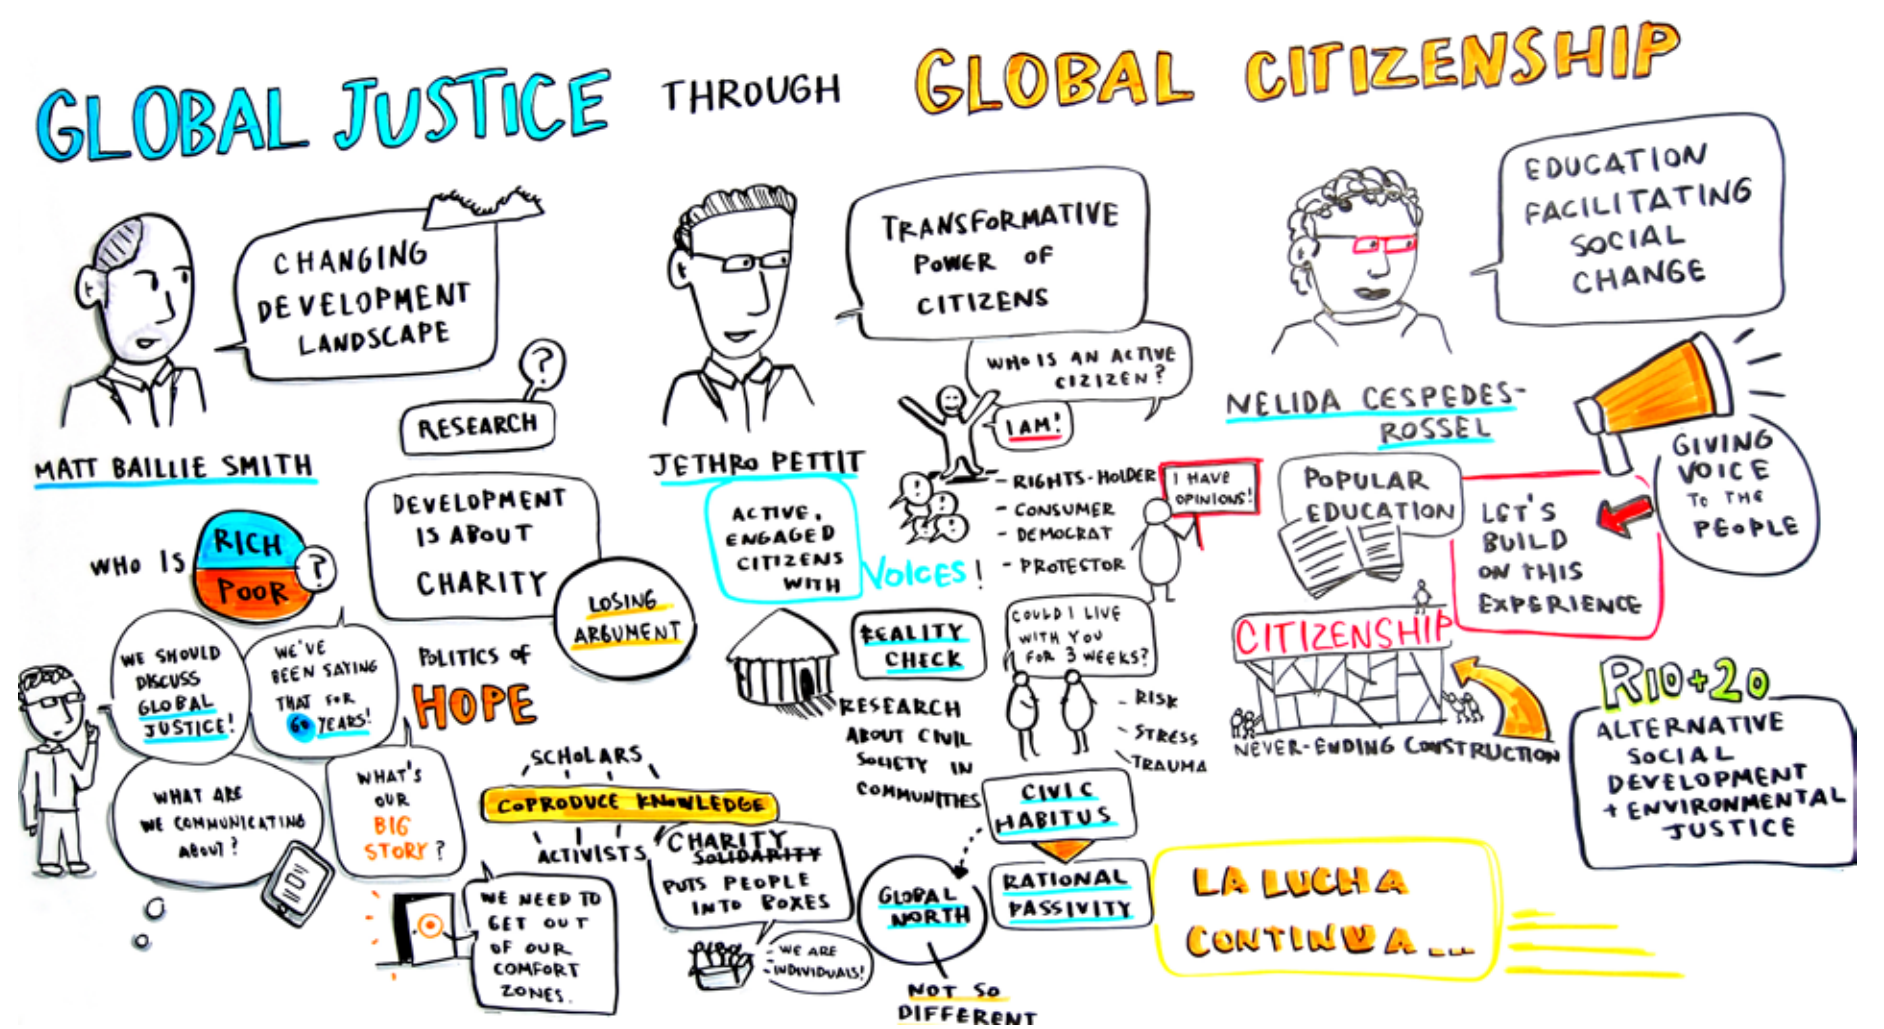 GLOBAL JUSTICE THROUGH GLOBAL CITIZENSHIP
CHANGING
DEVELOPMENT
LANDSCAPE
MATT BAILLIE SMITH
RESEARCH
?
WHO IS
RICH
POOR
?
DEVELOPMENT
IS ABOUT
CHARITY
LOSING
ARGUMENT
WE SHOULD
DISCUSS
GLOBAL
JUSTICE!
WE'VE
BEEN SAYING
THAT FOR
60 YEARS!
WHAT ARE
WE COMMUNICATING
ABOUT?
WHAT'S
OUR
BIG
STORY?
POLITICS OF
HOPE
SCHOLARS
COPRODUCE KNOWLEDGE
ACTIVISTS
WE NEED TO
GET OUT
OF OUR
COMFORT
ZONES.
CHARITY
SOLIDARITY
PUTS PEOPLE
INTO BOXES
WE ARE
INDIVIDUALS!
TRANSFORMATIVE
POWER OF
CITIZENS
JETHRO PETTIT
WHO IS AN ACTIVE
CIZIZEN?
I AM!
ACTIVE,
ENGAGED
CITIZENS
WITH
VOICES!
- RIGHTS-HOLDER
- CONSUMER
- DEMOCRAT
- PROTESTOR
I HAVE
OPINIONS!
REALITY
CHECK
RESEARCH
ABOUT CIVIL
SOCIETY IN
COMMUNITIES
COULD I LIVE
WITH YOU
FOR 3 WEEKS?
- RISK
- STRESS
- TRAUMA
CIVIC
HABITUS
RATIONAL
PASSIVITY
GLOBAL
NORTH
NOT SO
DIFFERENT
EDUCATION
FACILITATING
SOCIAL
CHANGE
NELIDA CESPEDES-
ROSSEL
GIVING
VOICE
TO THE
PEOPLE
POPULAR
EDUCATION
LET'S
BUILD
ON THIS
EXPERIENCE
CITIZENSHIP
NEVER-ENDING CONSTRUCTION
RIO+20
ALTERNATIVE
SOCIAL
DEVELOPMENT
+ ENVIRONMENTAL
JUSTICE
LA LUCHA
CONTINUA...